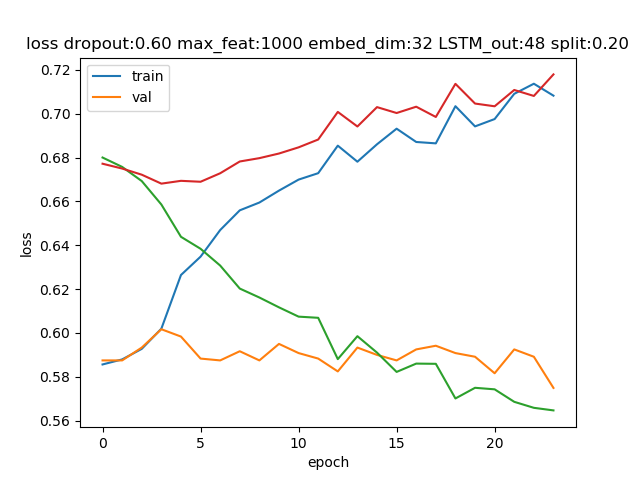 loss dropout:0.60 max_feat:1000 embed_dim:32 LSTM_out:48 split:0.20
train
val
0.72
0.70
0.68
0.66
0.64
0.62
0.60
0.58
0.56
loss
0 5 10 15 20
epoch